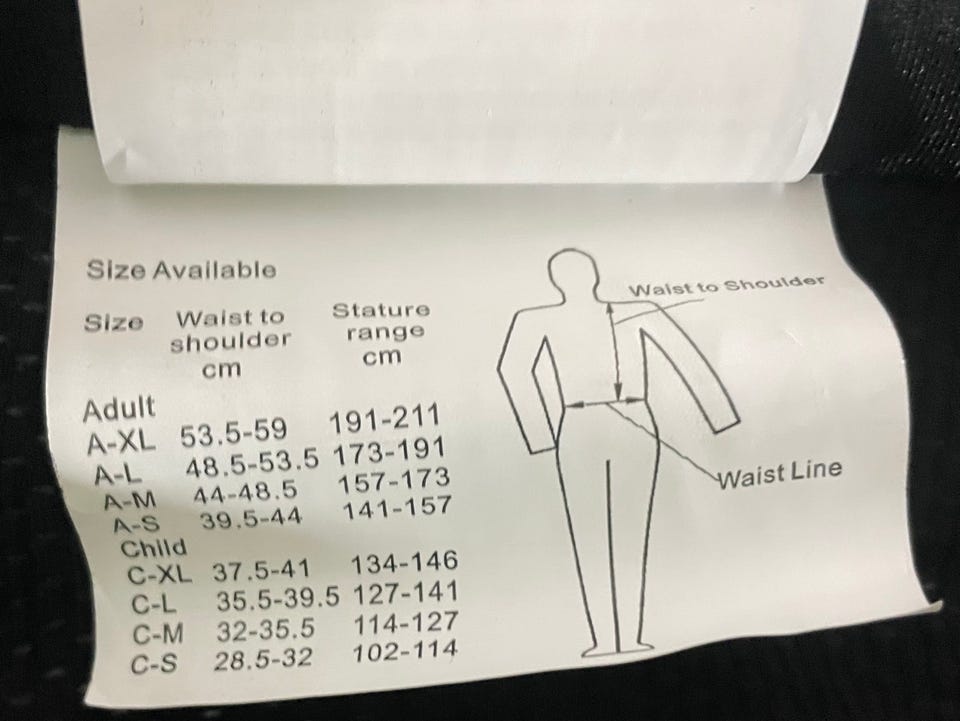 Size Available
Size Waist to shoulder cm Stature range cm
Adult
A-XL 53.5-59 191-211
A-L 48.5-53.5 173-191
A-M 44-48.5 157-173
A-S 39.5-44 141-157
Child
C-XL 37.5-41 134-146
C-L 35.5-39.5 127-141
C-M 32-35.5 114-127
C-S 28.5-32 102-114
Waist to Shoulder
Waist Line